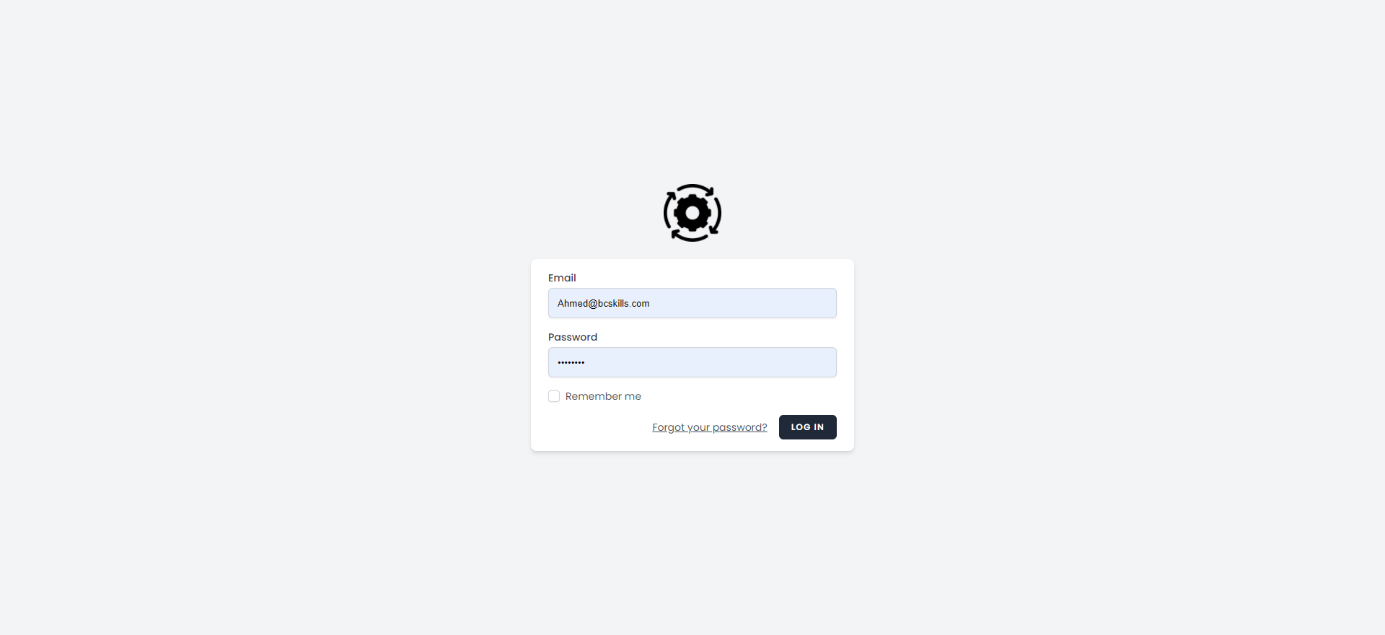 Email
Ahmed@bcskills.com
Password
••••••••
Remember me
Forgot your password? LOG IN